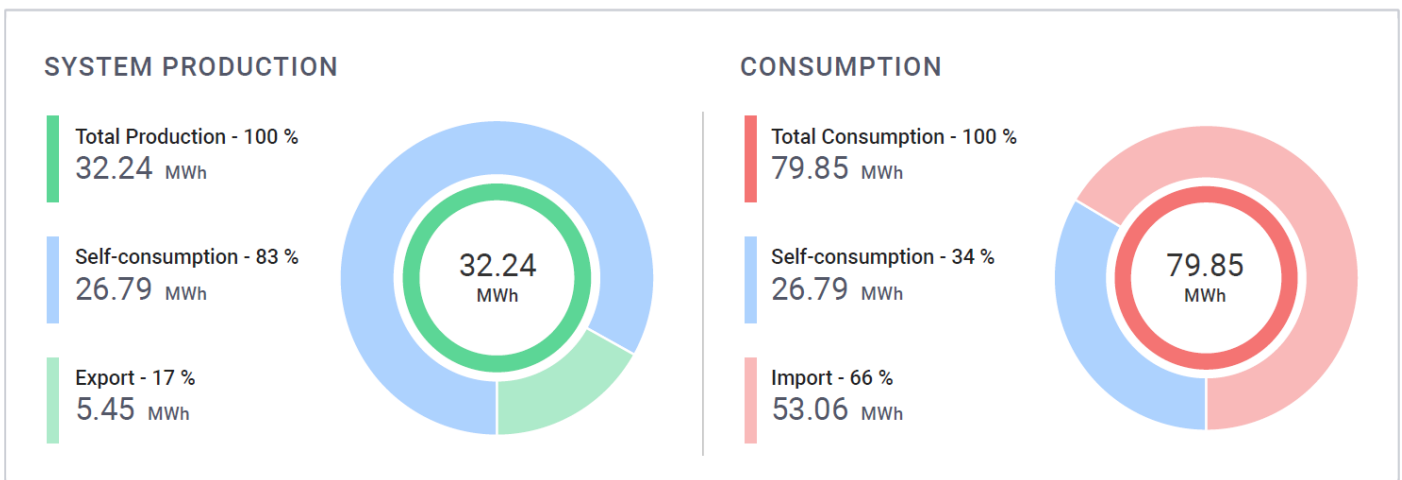 SYSTEM PRODUCTION
Total Production - 100 %
32.24 MWh
Self-consumption - 83 %
26.79 MWh
Export - 17 %
5.45 MWh
32.24
MWh
CONSUMPTION
Total Consumption - 100 %
79.85 MWh
Self-consumption - 34 %
26.79 MWh
Import - 66 %
53.06 MWh
79.85
MWh